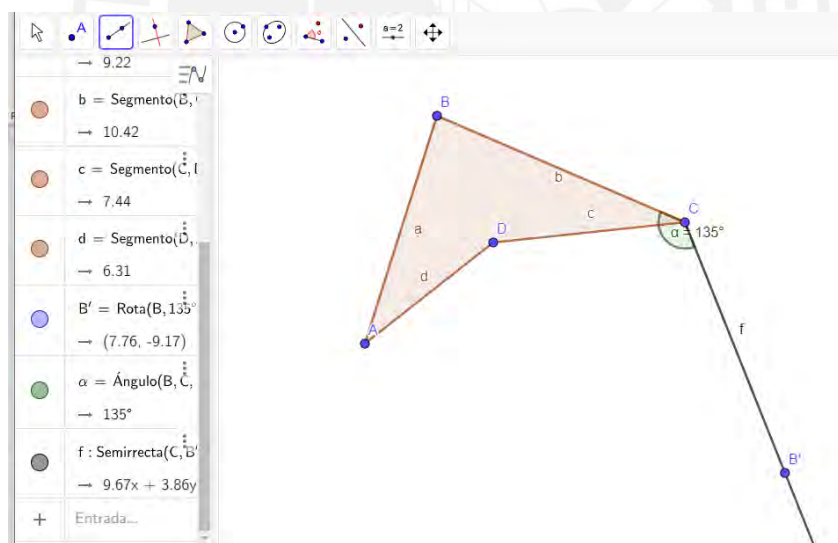 A
a=2
→ 9.22
b = Segmento(B,
→ 10.42
c = Segmento(C,
→ 7.44
d = Segmento(D,
→ 6.31
B' = Rota(B, 135°
→ (7.76, -9.17)
α = Ángulo(B, C,
→ 135°
f : Semirrecta(C, B'
→ 9.67x + 3.86y
+ Entrada...
B
b
C
c
D
α = 135°
a
d
A
f
B'